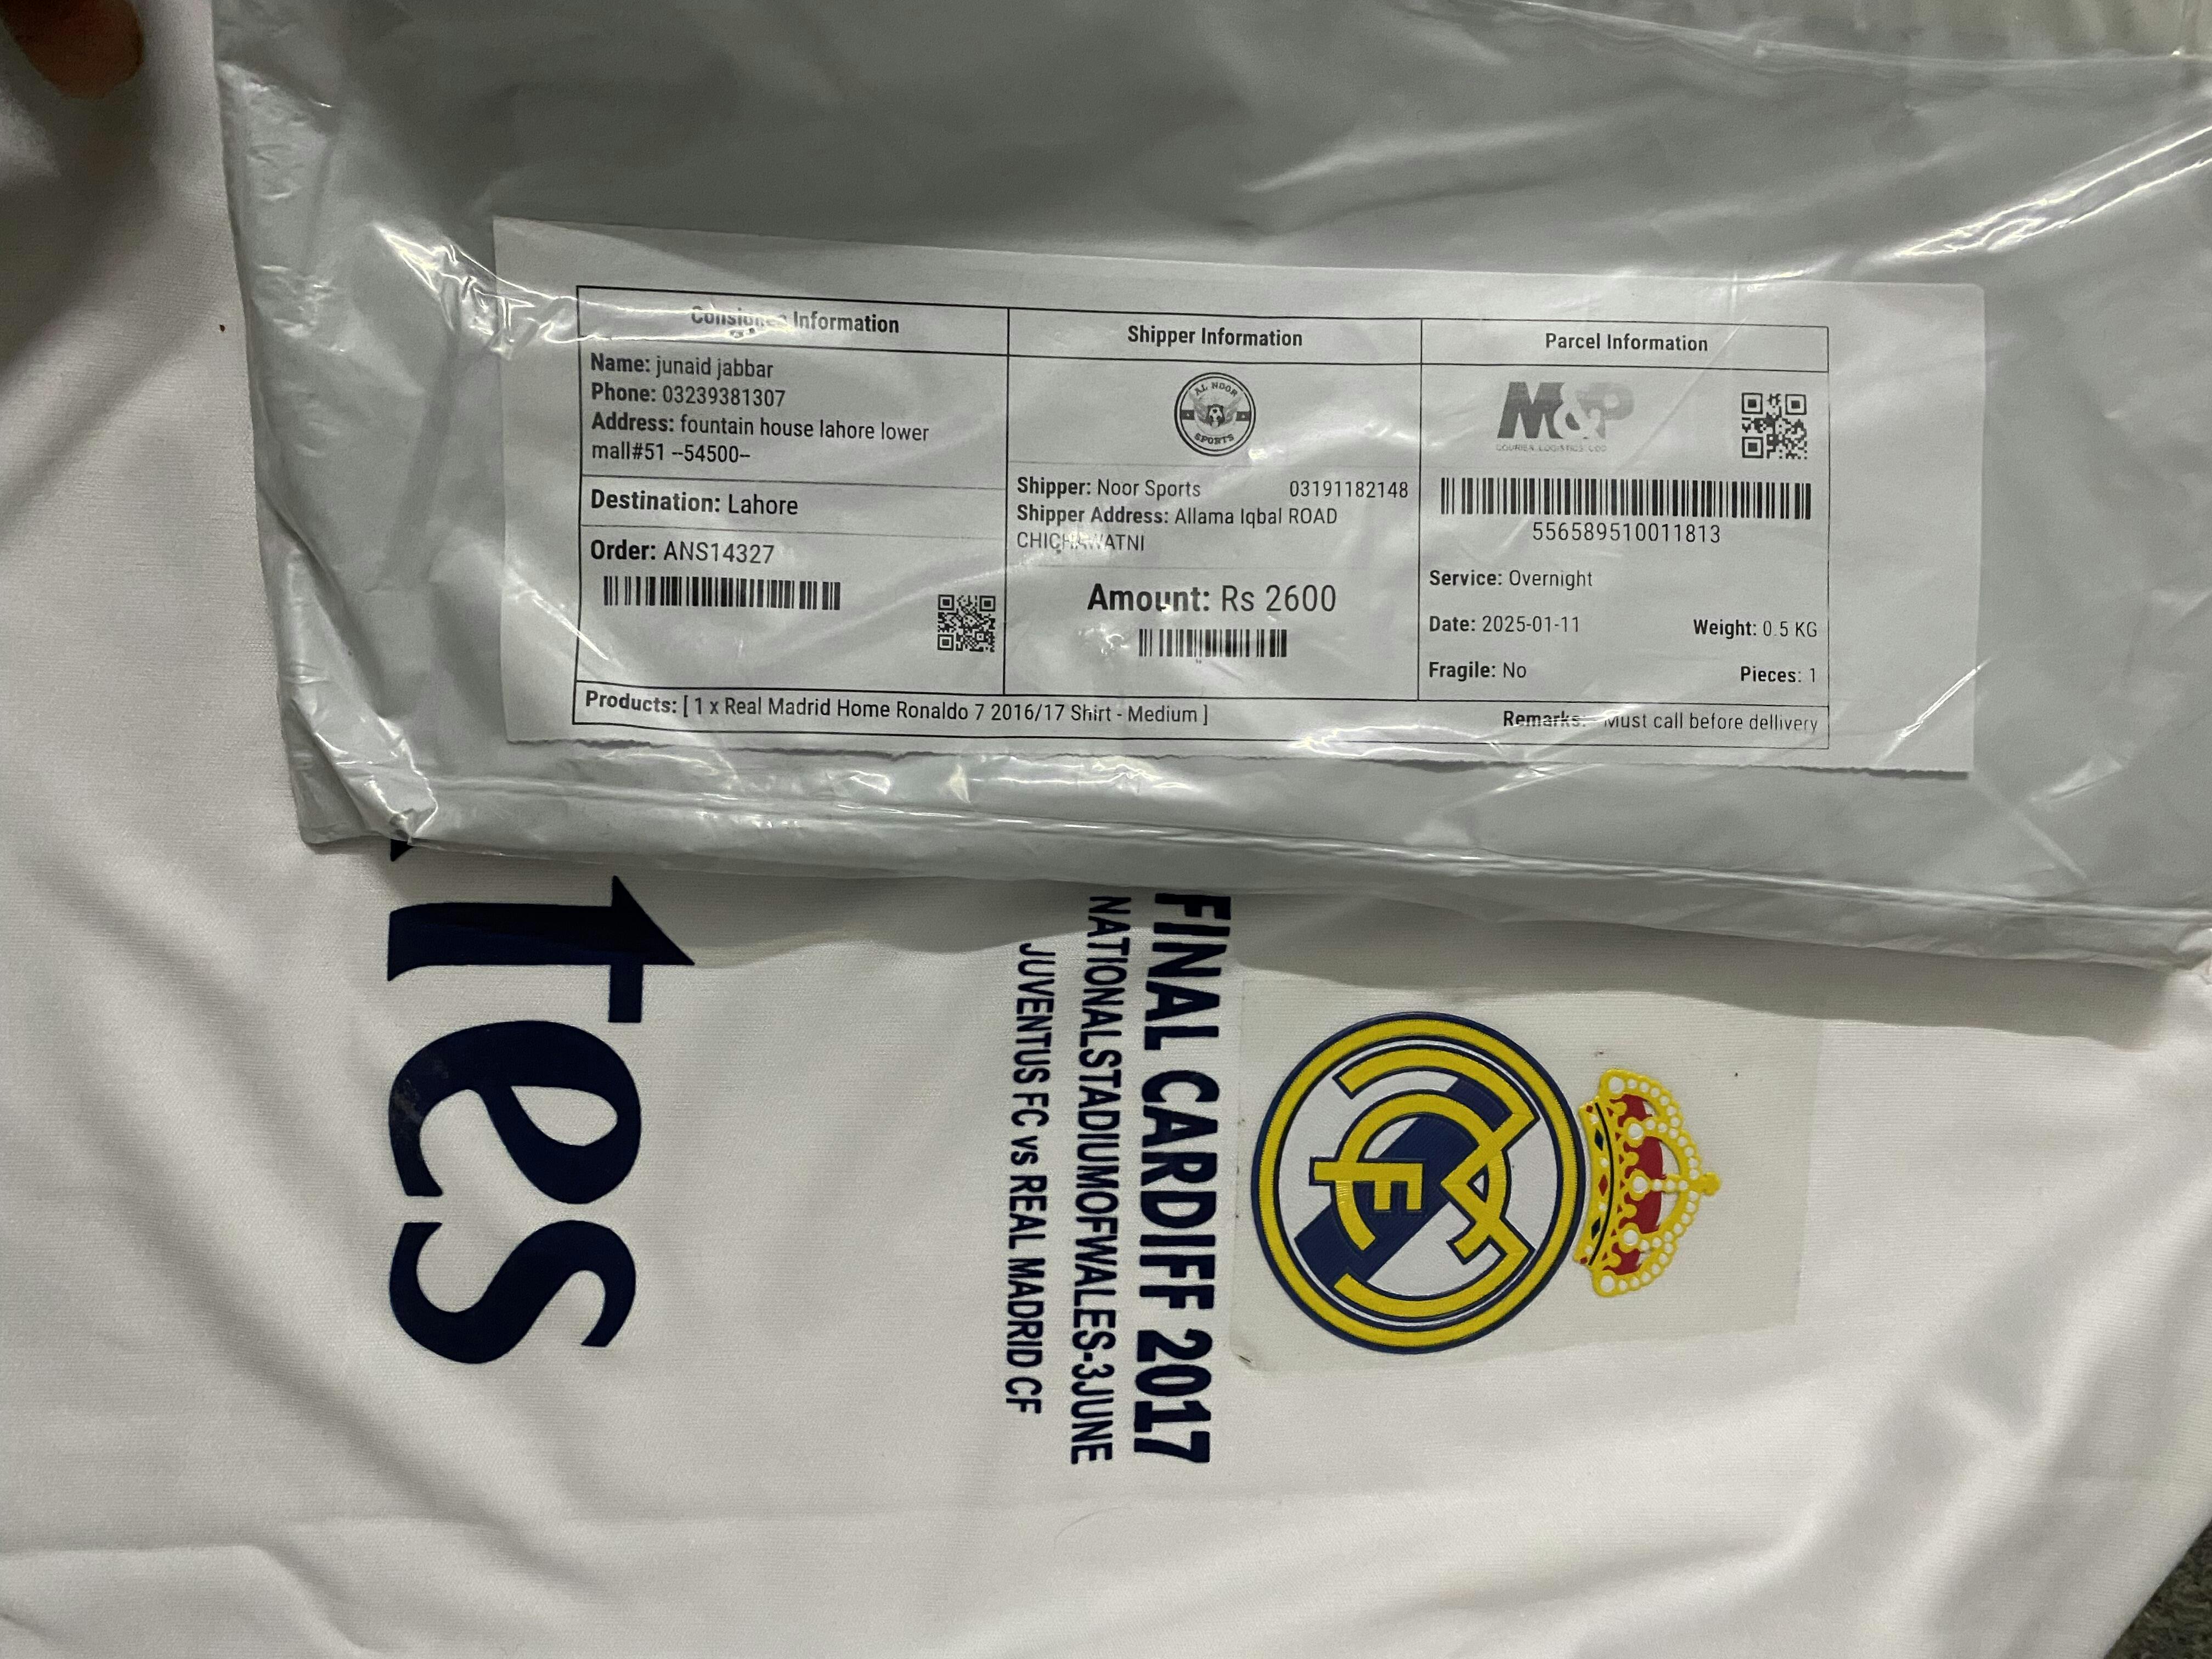 Consignee Information
Name: junaid jabbar
Phone: 03239381307
Address: fountain house lahore lower
mall#51 --54500--
Destination: Lahore
Order: ANS14327
Shipper Information
AL NOOR
SPORTS
Shipper: Noor Sports 03191182148
Shipper Address: Allama Iqbal ROAD
CHICHAWATNI
Amount: Rs 2600
Parcel Information
M&P
COURIER LOGISTICS
556589510011813
Service: Overnight
Date: 2025-01-11 Weight: 0.5 KG
Fragile: No Pieces: 1
Products: [ 1 x Real Madrid Home Ronaldo 7 2016/17 Shirt - Medium ]
Remarks: - Must call before dellivery
FINAL CARDIFF 2017
NATIONALSTADIUMOFWALES-3JUNE
JUVENTUS FC vs REAL MADRID CF
tes